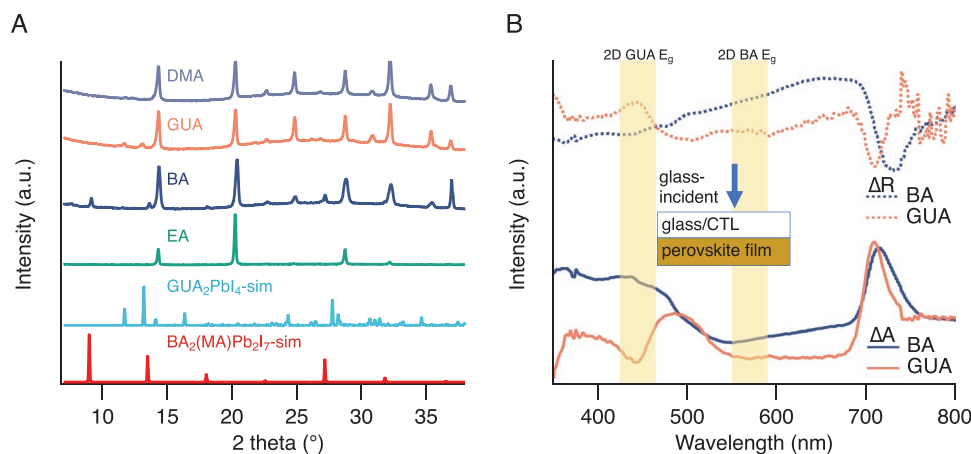 A
DMA
GUA
BA
EA
GUA₂PbI₄-sim
BA₂(MA)Pb₂I₇-sim
Intensity (a.u.)
10 15 20 25 30 35
2 theta (°)
B
2D GUA E_g 2D BA E_g
glass-
incident
glass/CTL
perovskite film
ΔR
BA
GUA
ΔA
BA
GUA
Intensity (a.u.)
400 500 600 700 800
Wavelength (nm)